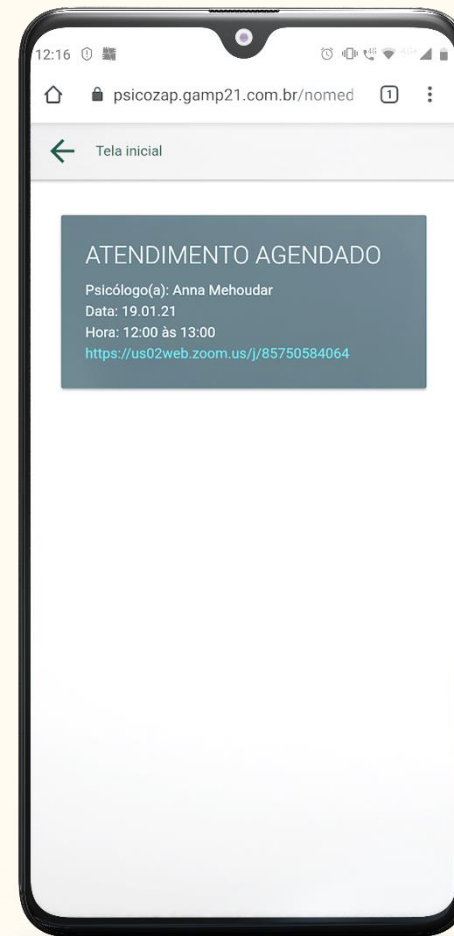 12:16
psicozap.gamp21.com.br/nomed
1
Tela inicial
ATENDIMENTO AGENDADO
Psicólogo(a): Anna Mehoudar
Data: 19.01.21
Hora: 12:00 às 13:00
https://us02web.zoom.us/j/85750584064